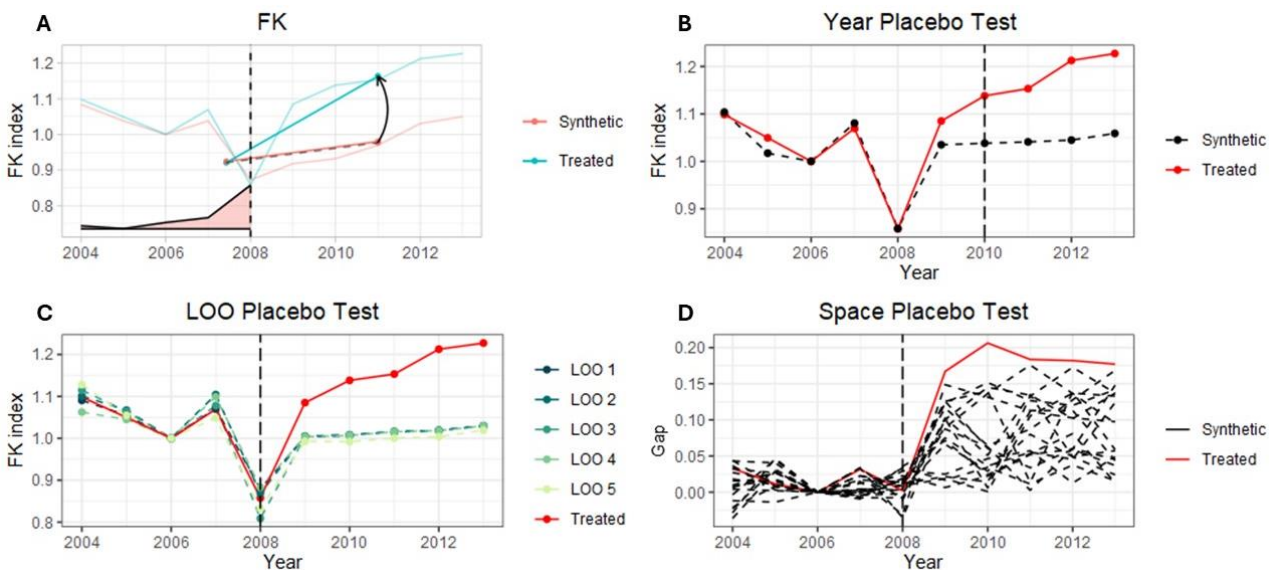 A
FK
FK index
1.2
1.1
1.0
0.9
0.8
2004
2006
2008
2010
2012
Synthetic
Treated
B
Year Placebo Test
FK index
1.2
1.1
1.0
0.9
2004
2006
2008
2010
2012
Year
Synthetic
Treated
C
LOO Placebo Test
FK index
1.2
1.1
1.0
0.9
0.8
2004
2006
2008
2010
2012
Year
LOO 1
LOO 2
LOO 3
LOO 4
LOO 5
Treated
D
Space Placebo Test
Gap
0.20
0.15
0.10
0.05
0.00
2004
2006
2008
2010
2012
Year
Synthetic
Treated